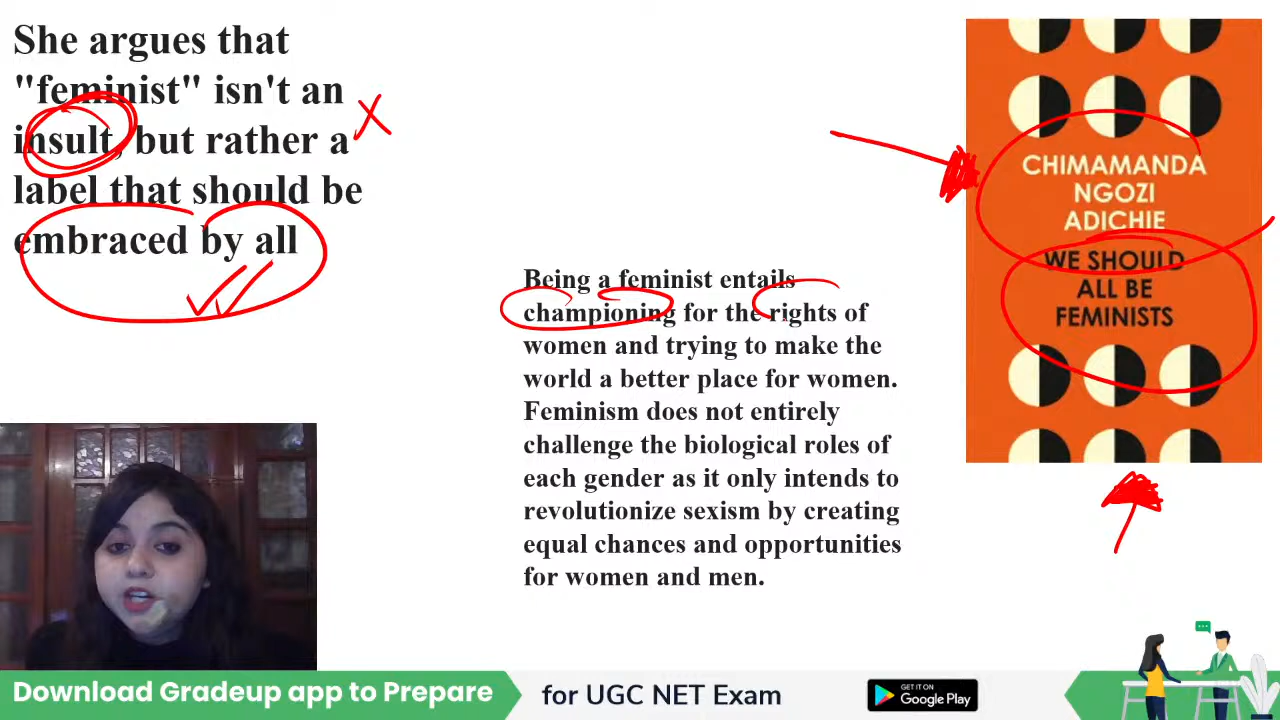 She argues that
"feminist" isn't an
insult, but rather a
label that should be
embraced by all
Being a feminist entails
championing for the rights of
women and trying to make the
world a better place for women.
Feminism does not entirely
challenge the biological roles of
each gender as it only intends to
revolutionize sexism by creating
equal chances and opportunities
for women and men.
CHIMAMANDA
NGOZI
ADICHIE
WE SHOULD
ALL BE
FEMINISTS
Download Gradeup app to Prepare
for UGC NET Exam
GET IT ON
Google Play